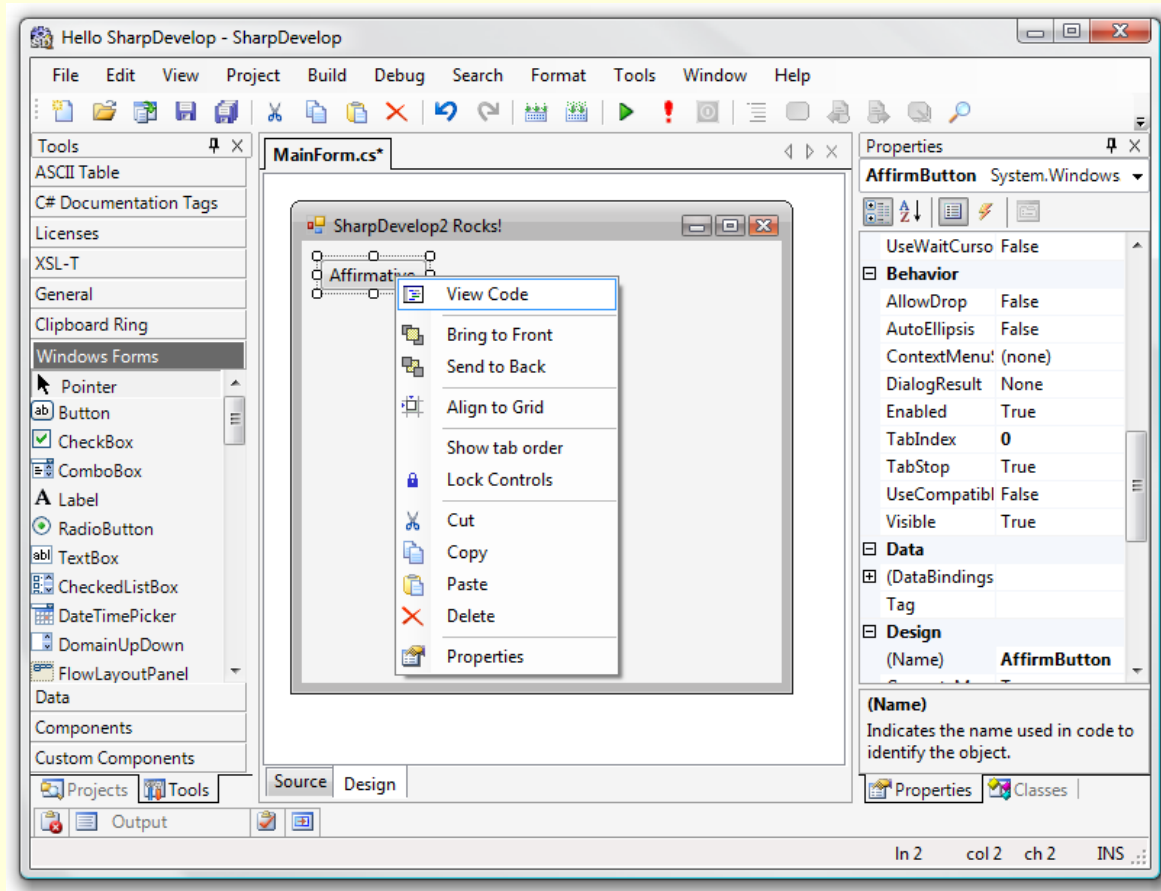 Hello SharpDevelop - SharpDevelop
File Edit View Project Build Debug Search Format Tools Window Help
Tools
ASCII Table
C# Documentation Tags
Licenses
XSL-T
General
Clipboard Ring
Windows Forms
Pointer
Button
CheckBox
ComboBox
Label
RadioButton
TextBox
CheckedListBox
DateTimePicker
DomainUpDown
FlowLayoutPanel
Data
Components
Custom Components
Projects Tools
MainForm.cs*
SharpDevelop2 Rocks!
Affirmative
View Code
Bring to Front
Send to Back
Align to Grid
Show tab order
Lock Controls
Cut
Copy
Paste
Delete
Properties
Source Design
Properties
AffirmButton System.Windows
UseWaitCurso False
Behavior
AllowDrop False
AutoEllipsis False
ContextMenu (none)
DialogResult None
Enabled True
TabIndex 0
TabStop True
UseCompatibl False
Visible True
Data
(DataBindings
Tag
Design
(Name) AffirmButton
(Name)
Indicates the name used in code to
identify the object.
Properties Classes
Output
ln 2 col 2 ch 2 INS